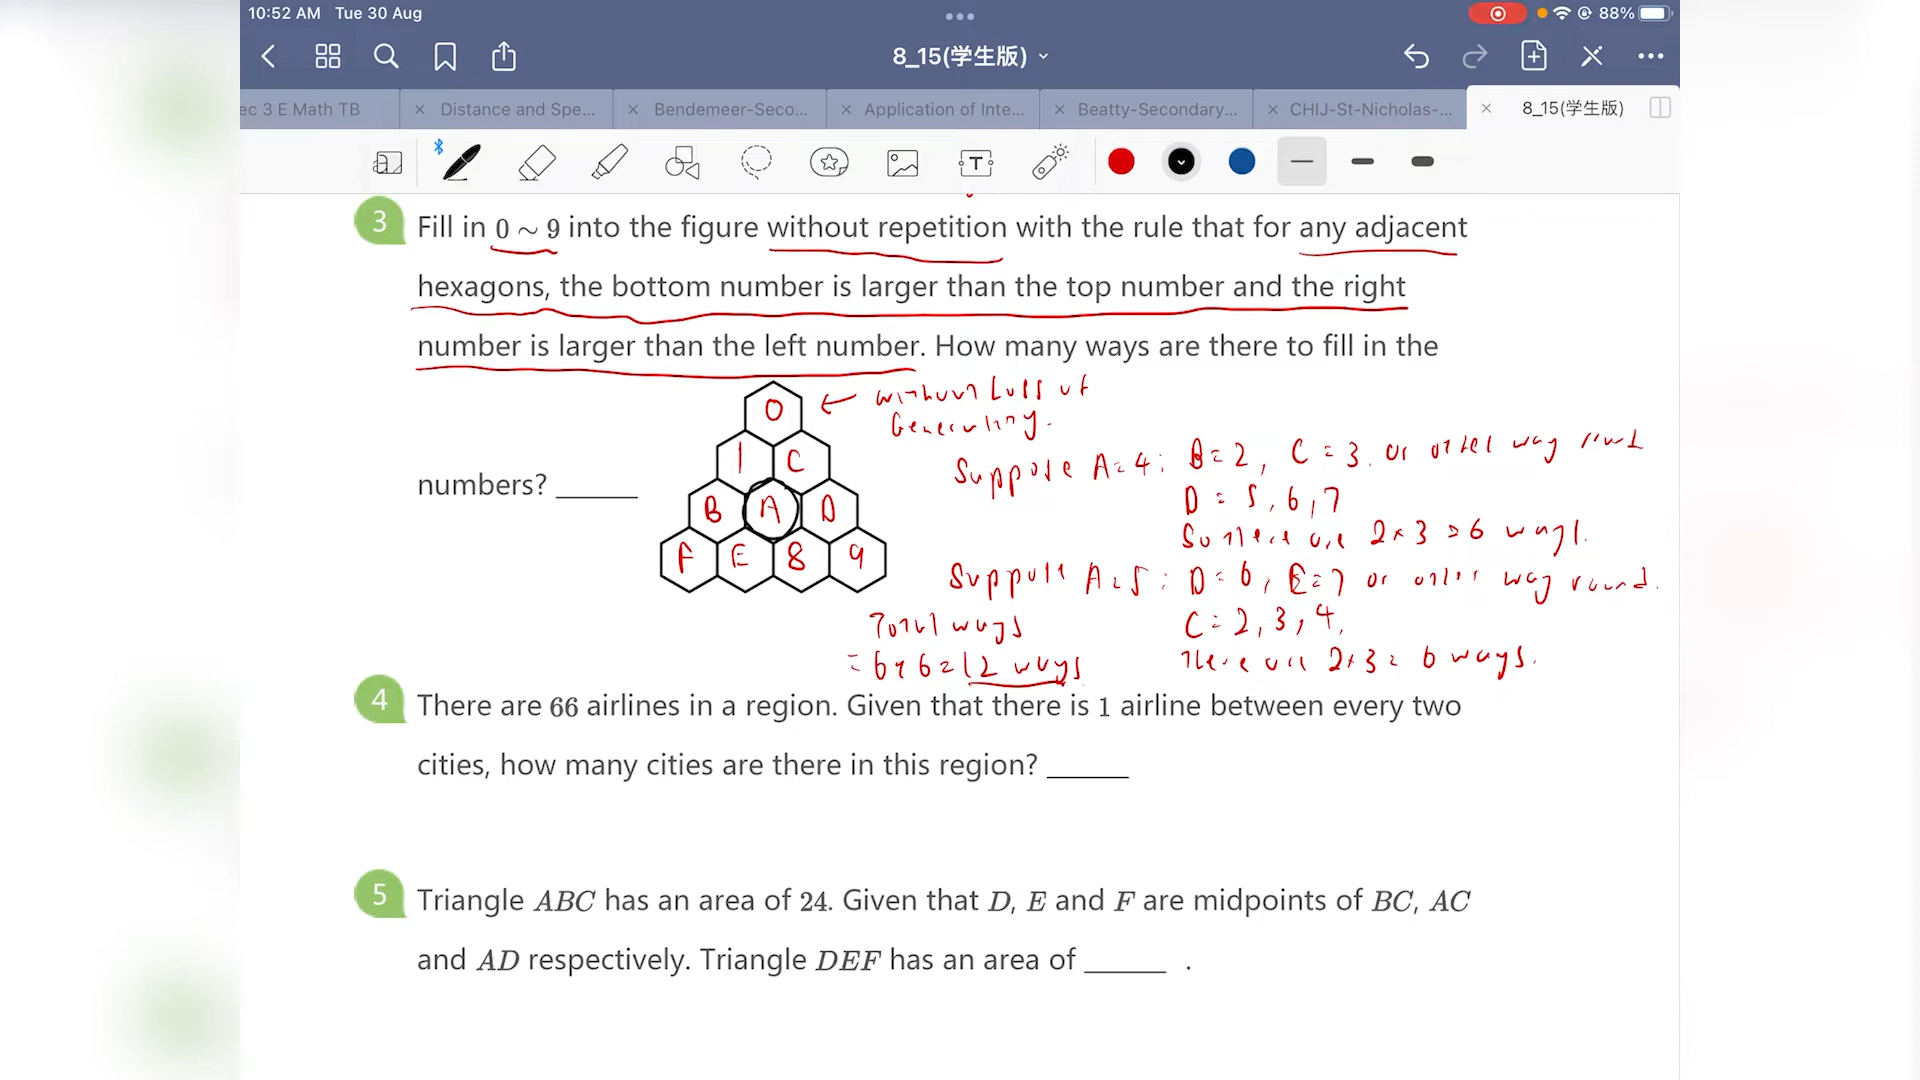 10:52 AM Tue 30 Aug
88%
8_15(学生版)
ec 3 E Math TB
Distance and Spe...
Bendemeer-Seco...
Application of Inte...
Beatty-Secondary...
CHIJ-St-Nicholas-...
8_15(学生版)
3 Fill in 0 ~ 9 into the figure without repetition with the rule that for any adjacent
hexagons, the bottom number is larger than the top number and the right
number is larger than the left number. How many ways are there to fill in the
numbers? ______
0
1 C
B A D
F E 8 9
← without Loss of
Generality.
Suppose A=4: B=2, C=3. or other way round
D = 5, 6, 7
So there are 2×3=6 ways.
Suppose A=5: D=6, E=7 or other way round.
C=2, 3, 4.
There are 2×3=6 ways.
Total ways
=6+6=12 ways
4 There are 66 airlines in a region. Given that there is 1 airline between every two
cities, how many cities are there in this region? ______
5 Triangle ABC has an area of 24. Given that D, E and F are midpoints of BC, AC
and AD respectively. Triangle DEF has an area of ______ .